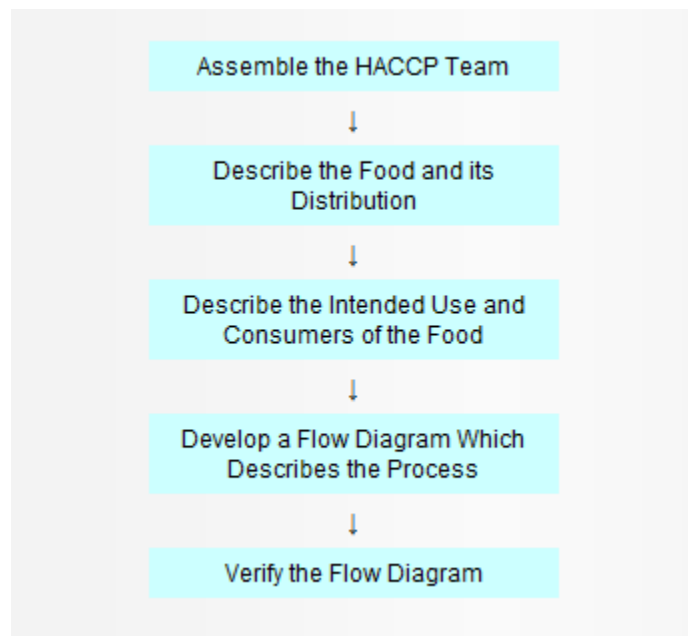 Assemble the HACCP Team
↓
Describe the Food and its
Distribution
↓
Describe the Intended Use and
Consumers of the Food
↓
Develop a Flow Diagram Which
Describes the Process
↓
Verify the Flow Diagram